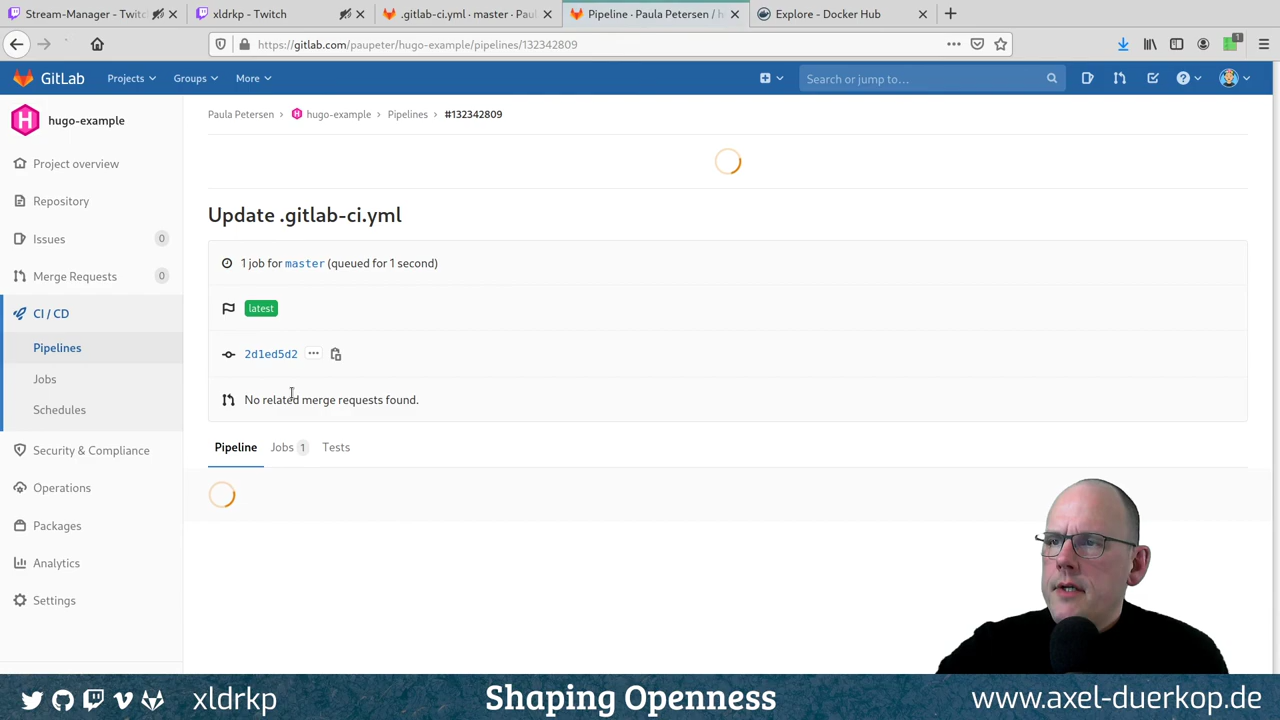 Stream-Manager - Twitc
xldrkp - Twitch
.gitlab-ci.yml · master · Pau
Pipeline · Paula Petersen / h
Explore - Docker Hub
https://gitlab.com/paupeter/hugo-example/pipelines/132342809
1
GitLab
Projects
Groups
More
Search or jump to…
hugo-example
Project overview
Repository
Issues 0
Merge Requests 0
CI / CD
Pipelines
Jobs
Schedules
Security & Compliance
Operations
Packages
Analytics
Settings
Paula Petersen › hugo-example › Pipelines › #132342809
Update .gitlab-ci.yml
1 job for master (queued for 1 second)
latest
2d1ed5d2
No related merge requests found.
Pipeline Jobs 1 Tests
xldrkp
Shaping Openness
www.axel-duerkop.de